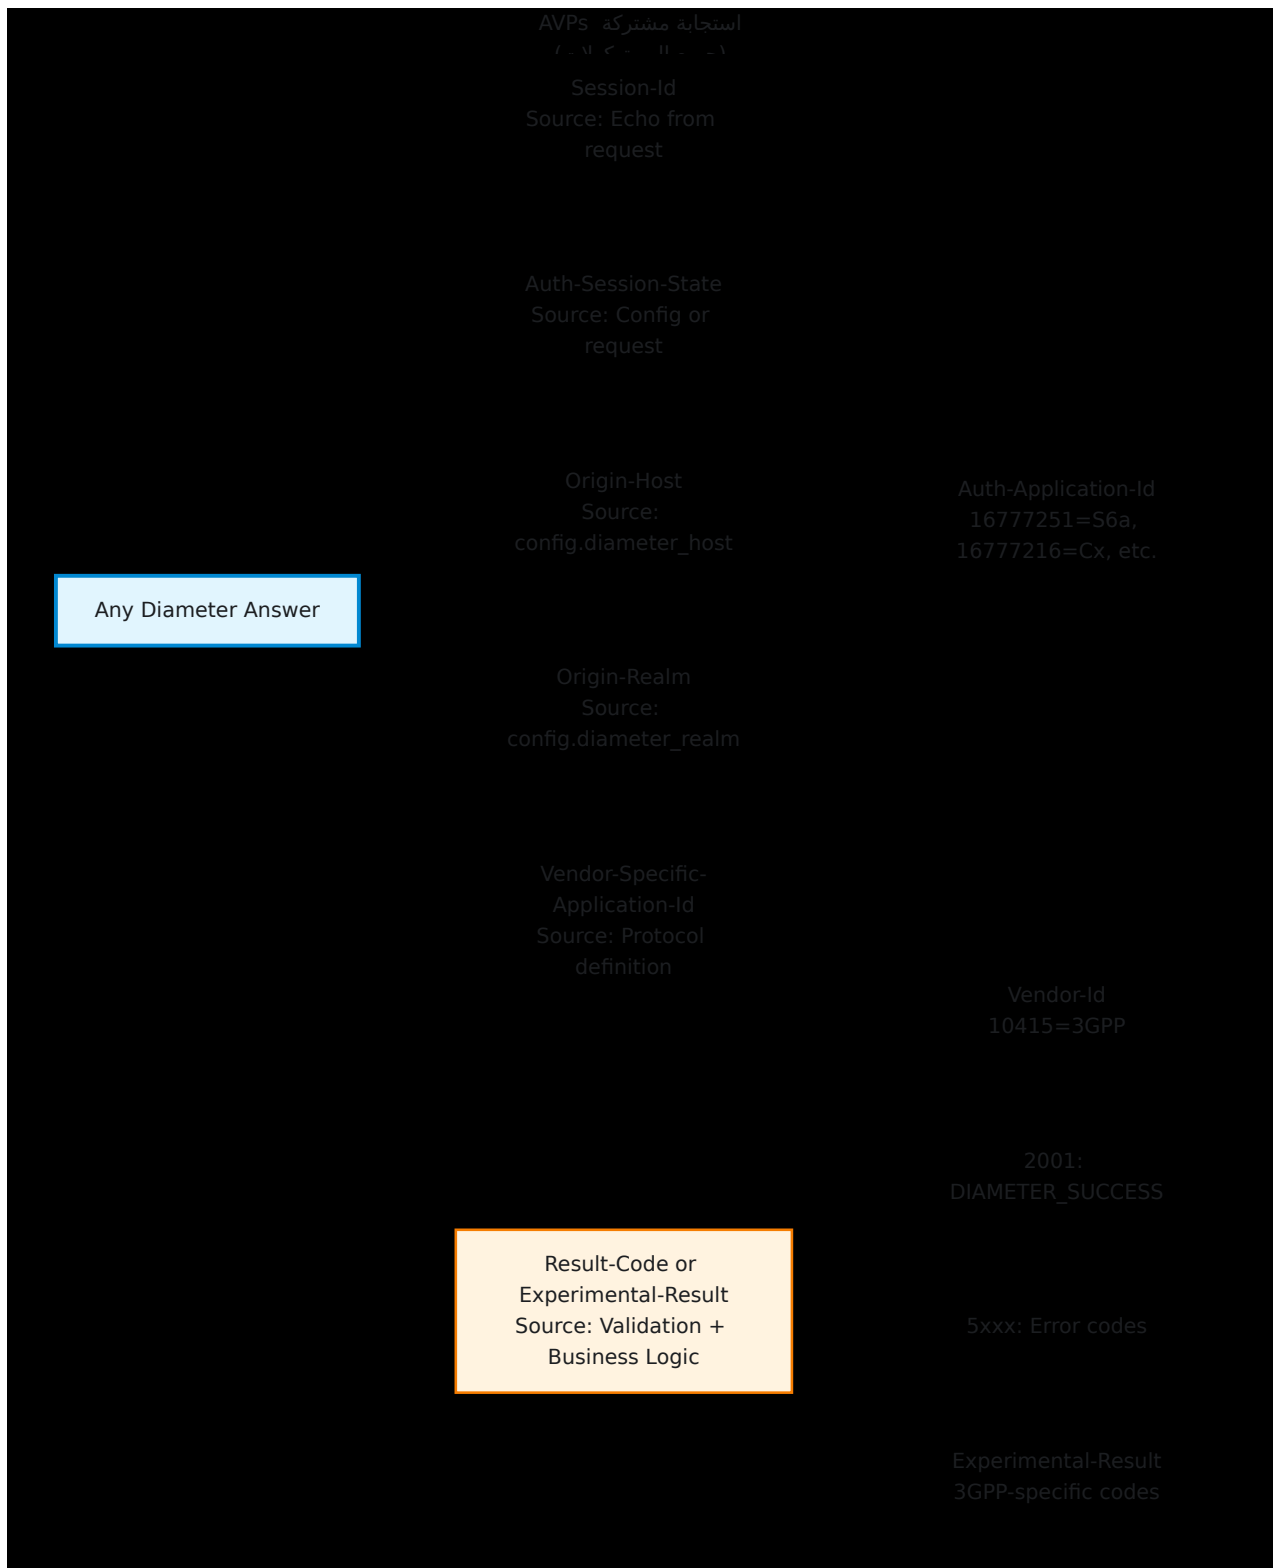 استجابة مشتركة AVPs
Session-Id
Source: Echo from
request
Auth-Session-State
Source: Config or
request
Origin-Host
Source:
config.diameter_host
Auth-Application-Id
16777251=S6a,
16777216=Cx, etc.
Any Diameter Answer
Origin-Realm
Source:
config.diameter_realm
Vendor-Specific-
Application-Id
Source: Protocol
definition
Vendor-Id
10415=3GPP
2001:
DIAMETER_SUCCESS
Result-Code or
Experimental-Result
Source: Validation +
Business Logic
5xxx: Error codes
Experimental-Result
3GPP-specific codes